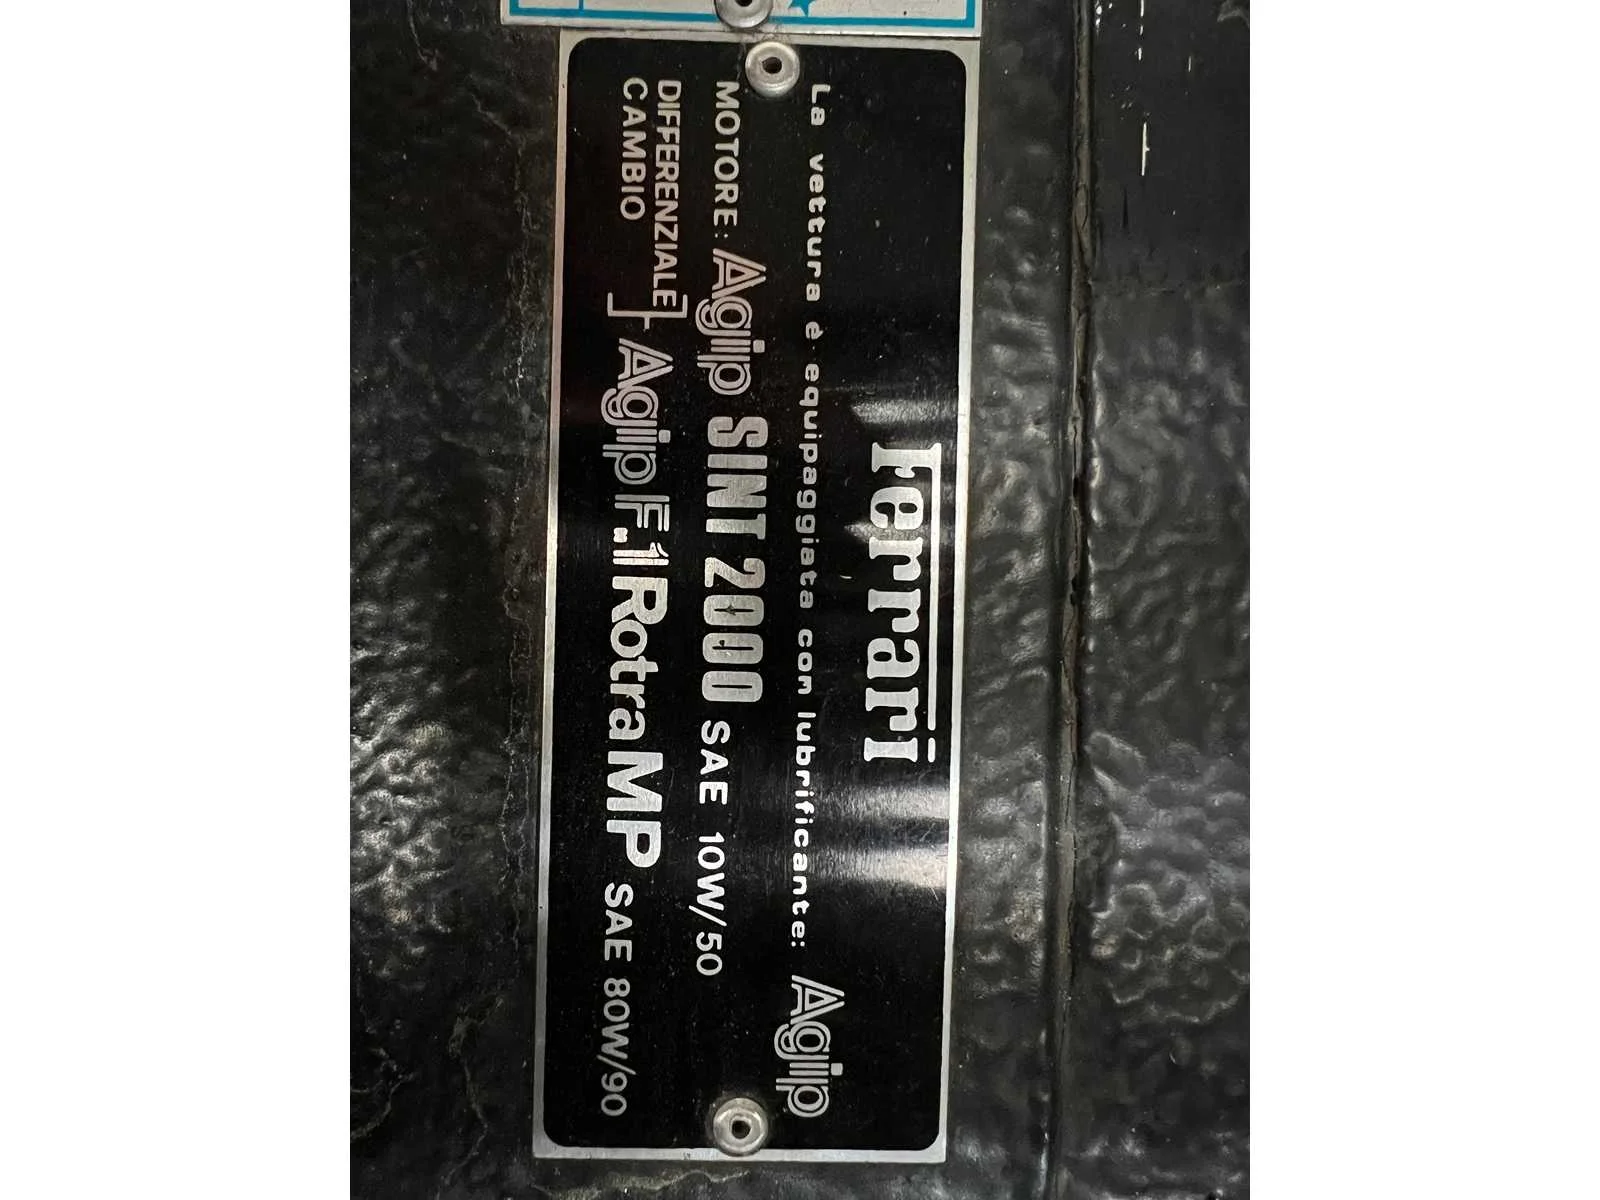 Ferrari
La vettura è equipaggiata con lubrificante: Agip
MOTORE: Agip SINT 2000 SAE 10W/50
DIFFERENZIALE
CAMBIO
Agip F.1 Rotra MP SAE 80W/90